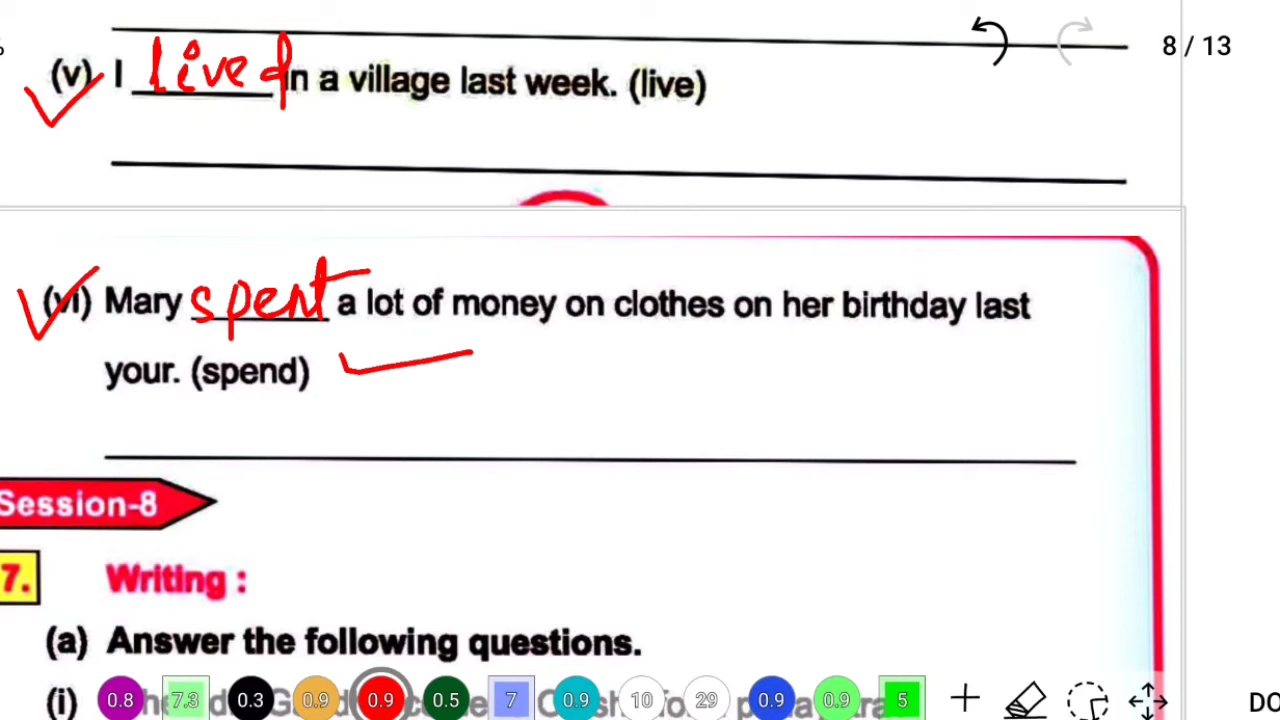 8 / 13
(v) I lived in a village last week. (live)
(vi) Mary spent a lot of money on clothes on her birthday last
your. (spend)
Session-8
7. Writing :
(a) Answer the following questions.
(i)
0.8 7.3 0.3 0.9 0.9 0.5 7 0.9 10 29 0.9 0.9 5